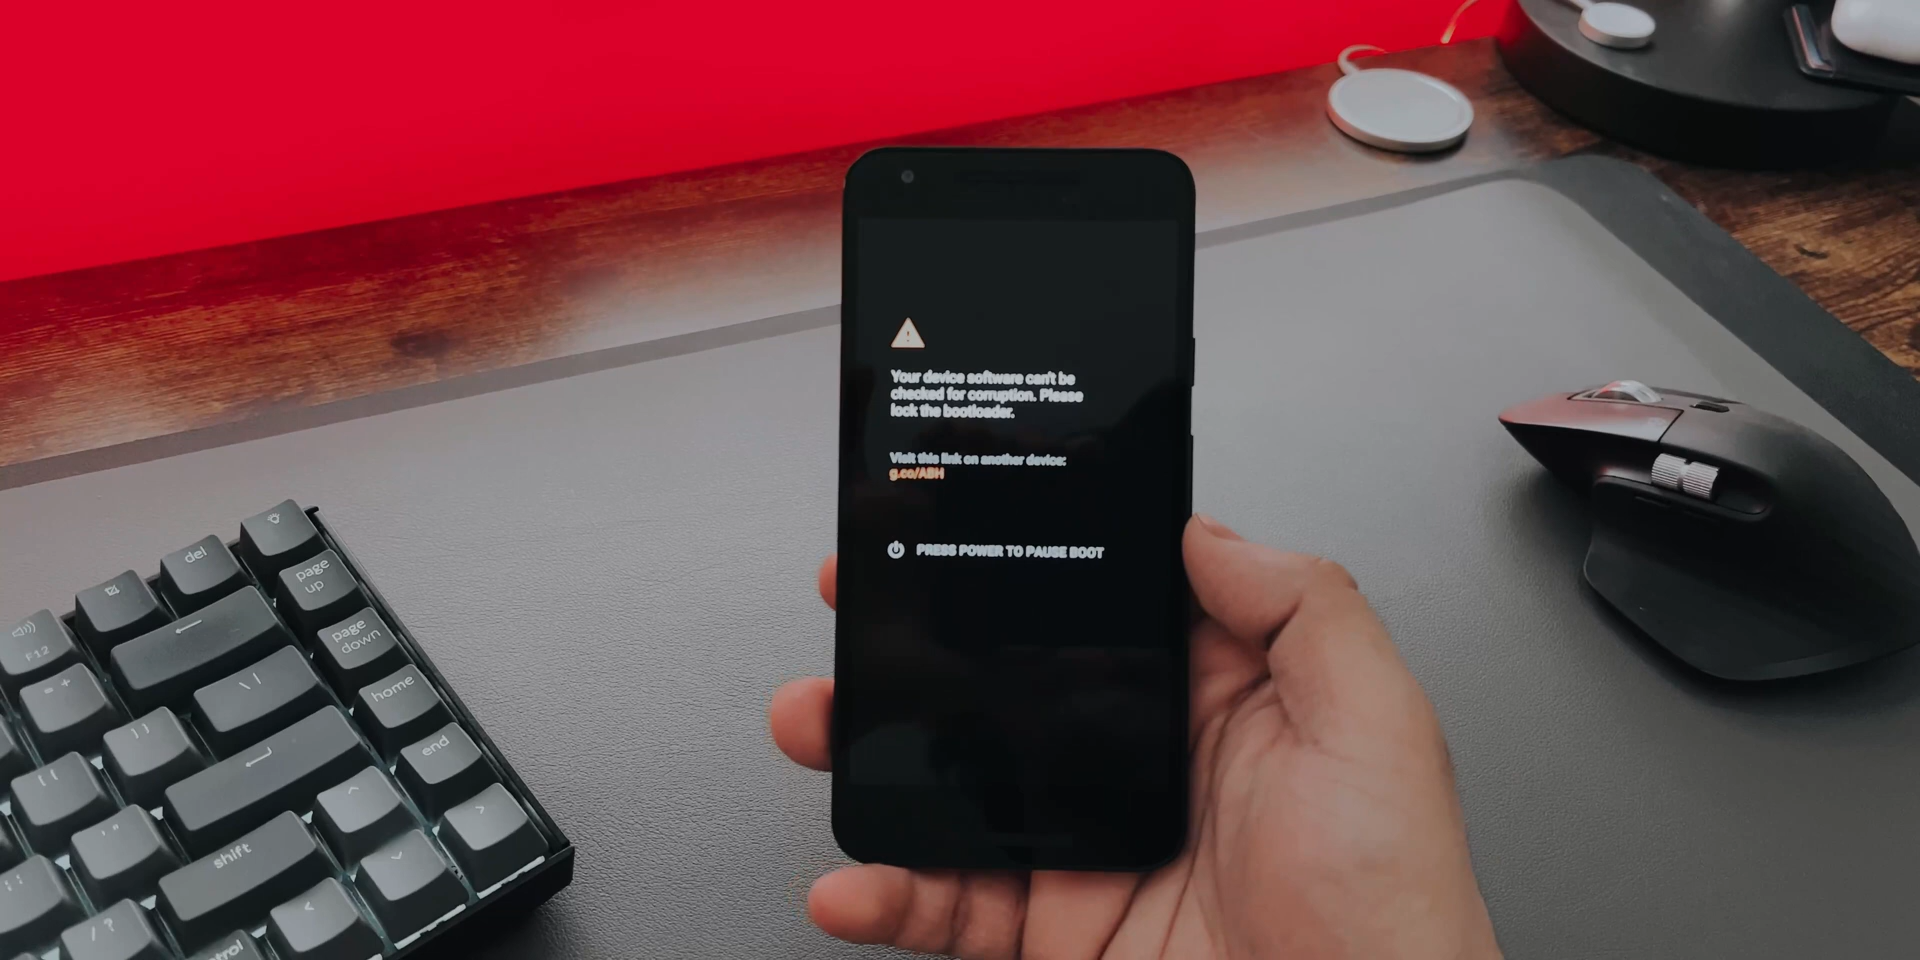 Your device software can't be
checked for corruption. Please
lock the bootloader.
Visit this link on another device:
g.co/ABH
PRESS POWER TO PAUSE BOOT
del
page
up
page
down
home
end
F12
shift